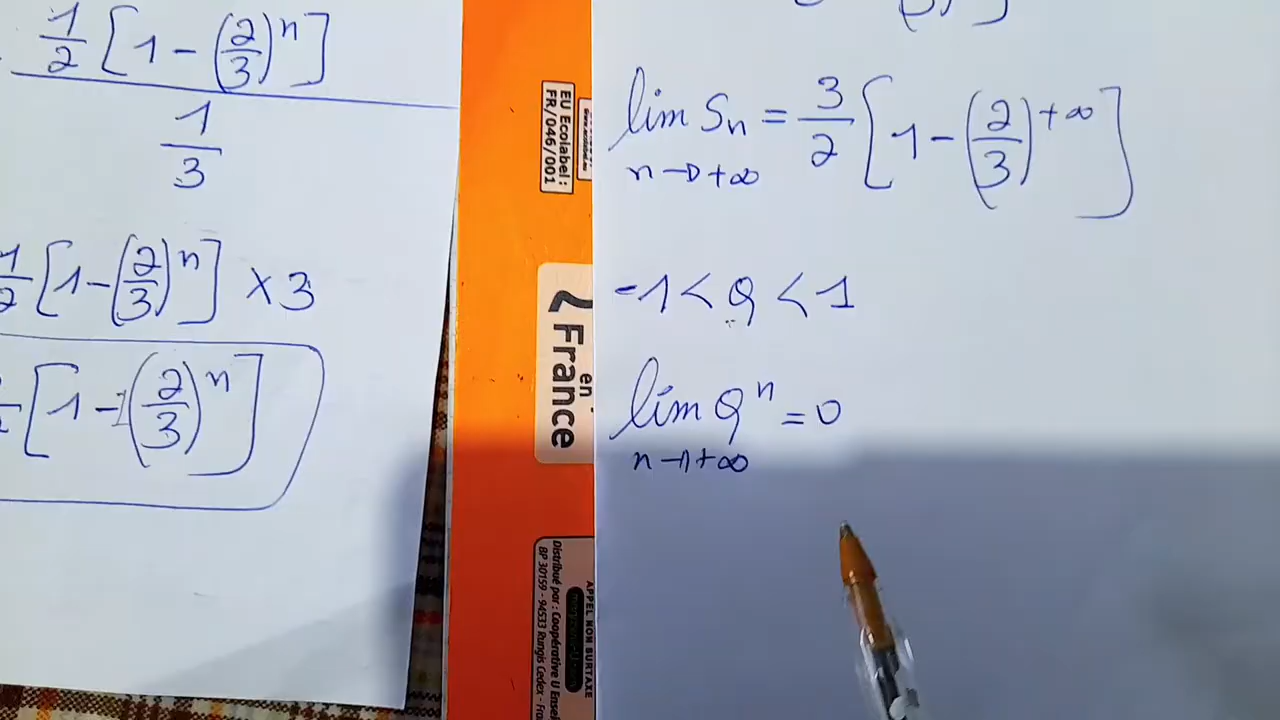 1/2 [1 - (2/3)^n]
1/3
1/2 [1 - (2/3)^n] × 3
[1 - (2/3)^n]
EU Ecolabel :
FR/046/001
en
France
Distribué par : Coopérative U Enseigne
BP 30159 - 94533 Rungis Cedex - Fra
APPEL NON SURTAXE
lim Sn = 3/2 [1 - (2/3)^+∞]
n→+∞
-1 < q < 1
lim q^n = 0
n→+∞